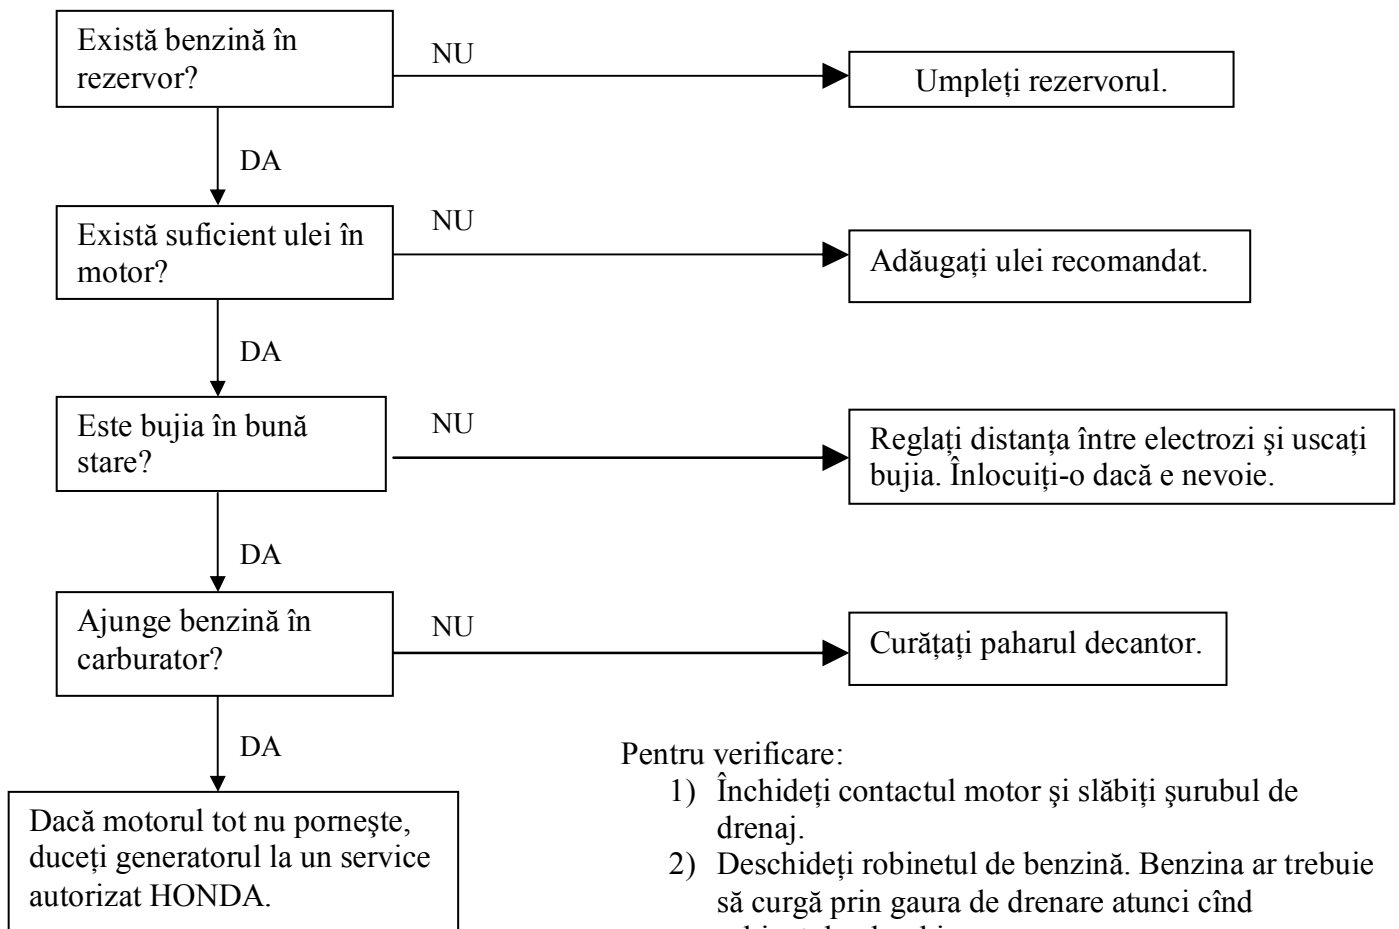 Există benzină în
rezervor?
NU
Umpleți rezervorul.
DA
Există suficient ulei în
motor?
NU
Adăugați ulei recomandat.
DA
Este bujia în bună
stare?
NU
Reglați distanța între electrozi şi uscați
bujia. Înlocuiți-o dacă e nevoie.
DA
Ajunge benzină în
carburator?
NU
Curățați paharul decantor.
DA
Dacă motorul tot nu porneşte,
duceți generatorul la un service
autorizat HONDA.
Pentru verificare:
1) Închideți contactul motor şi slăbiți şurubul de
drenaj.
2) Deschideți robinetul de benzină. Benzina ar trebuie
să curgă prin gaura de drenare atunci cînd